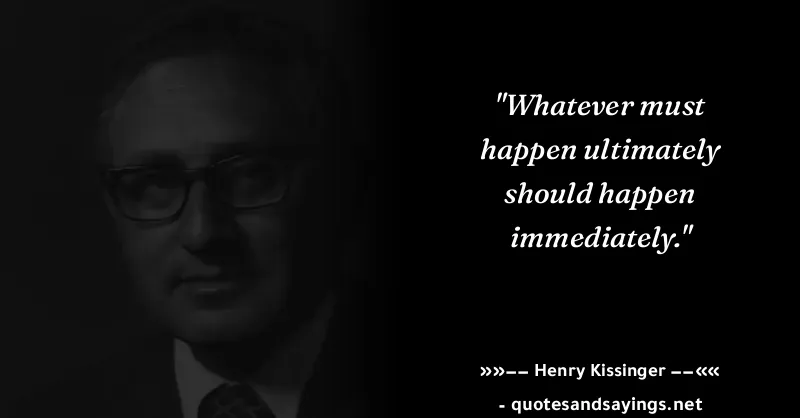 "Whatever must
happen ultimately
should happen
immediately."
»»−− Henry Kissinger −−««
- quotesandsayings.net